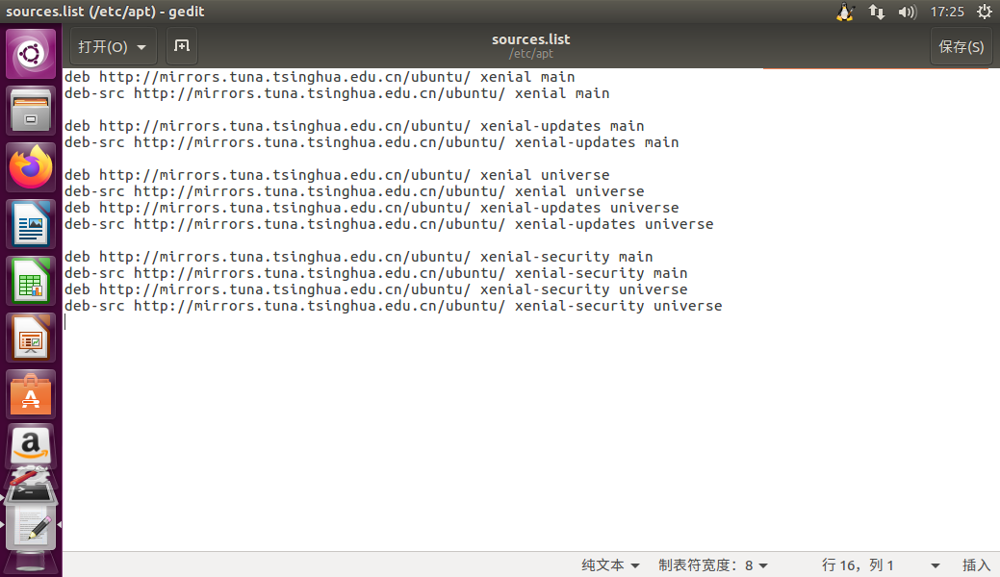 sources.list (/etc/apt) - gedit
17:25
打开(O)
sources.list
/etc/apt
保存(S)
deb http://mirrors.tuna.tsinghua.edu.cn/ubuntu/ xenial main
deb-src http://mirrors.tuna.tsinghua.edu.cn/ubuntu/ xenial main
deb http://mirrors.tuna.tsinghua.edu.cn/ubuntu/ xenial-updates main
deb-src http://mirrors.tuna.tsinghua.edu.cn/ubuntu/ xenial-updates main
deb http://mirrors.tuna.tsinghua.edu.cn/ubuntu/ xenial universe
deb-src http://mirrors.tuna.tsinghua.edu.cn/ubuntu/ xenial universe
deb http://mirrors.tuna.tsinghua.edu.cn/ubuntu/ xenial-updates universe
deb-src http://mirrors.tuna.tsinghua.edu.cn/ubuntu/ xenial-updates universe
deb http://mirrors.tuna.tsinghua.edu.cn/ubuntu/ xenial-security main
deb-src http://mirrors.tuna.tsinghua.edu.cn/ubuntu/ xenial-security main
deb http://mirrors.tuna.tsinghua.edu.cn/ubuntu/ xenial-security universe
deb-src http://mirrors.tuna.tsinghua.edu.cn/ubuntu/ xenial-security universe
纯文本 制表符宽度：8 行 16，列 1 插入